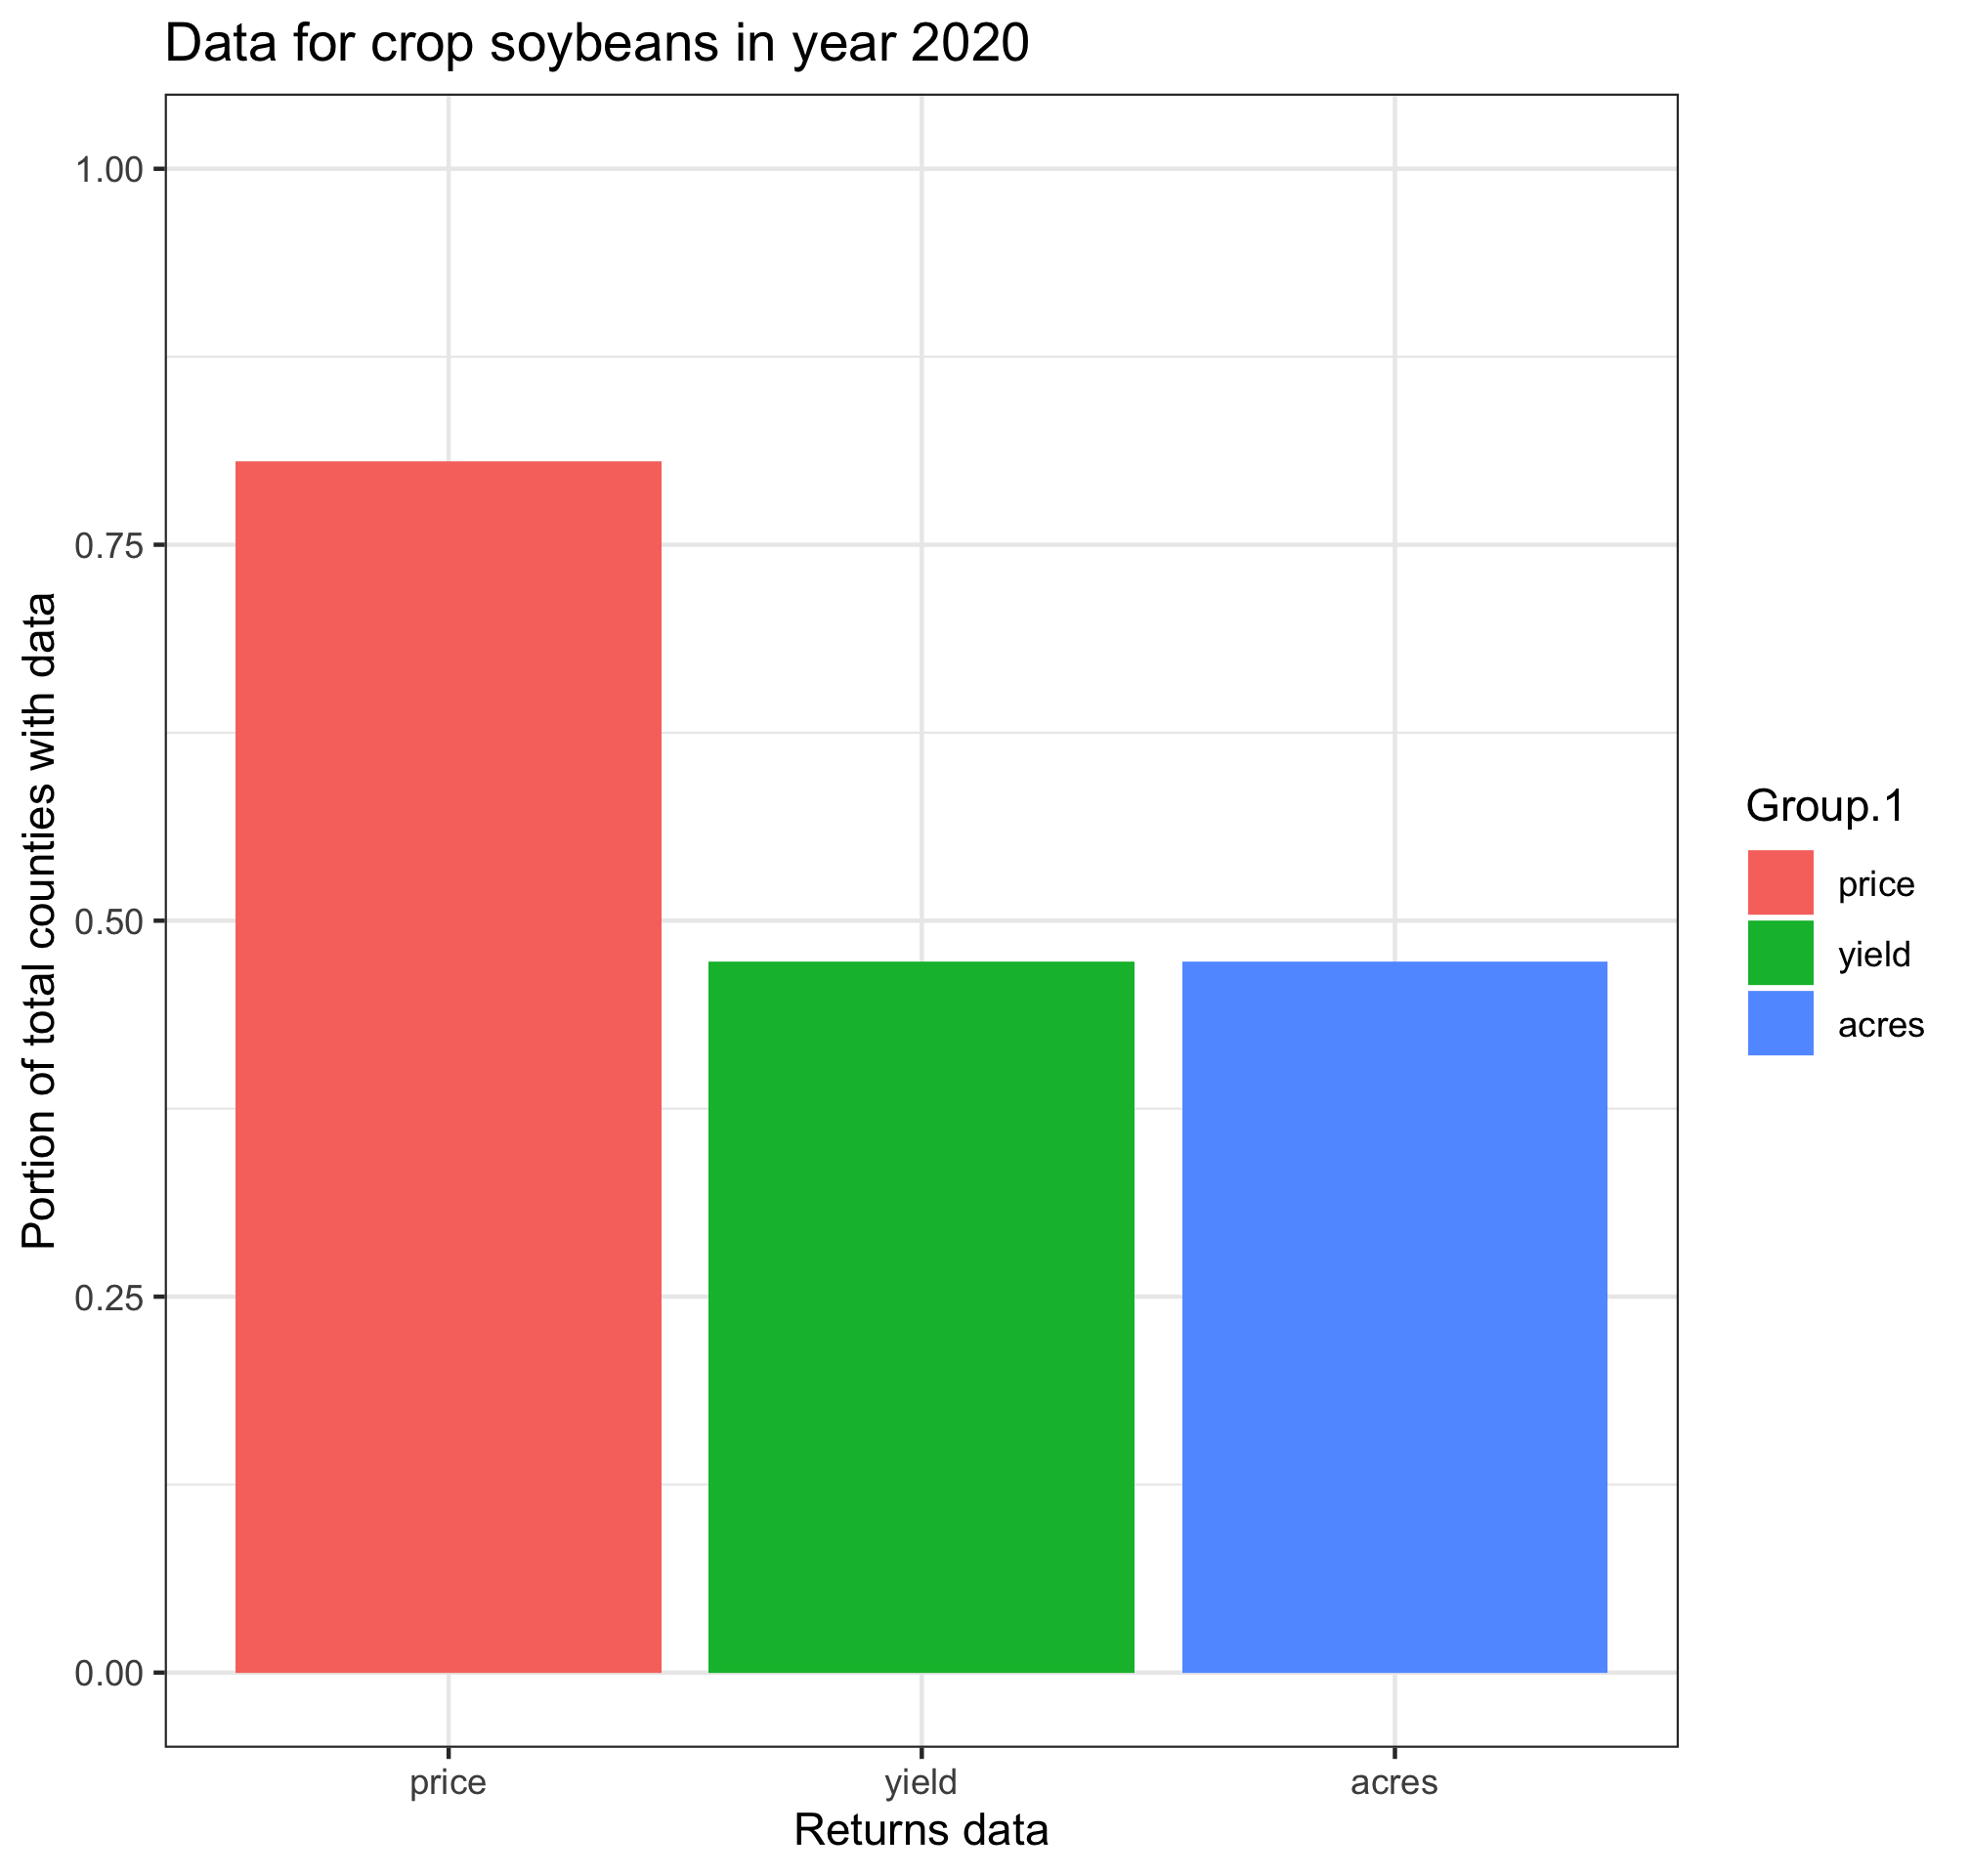 Data for crop soybeans in year 2020
Portion of total counties with data
1.00
0.75
0.50
0.25
0.00
price
yield
acres
Returns data
Group.1
price
yield
acres